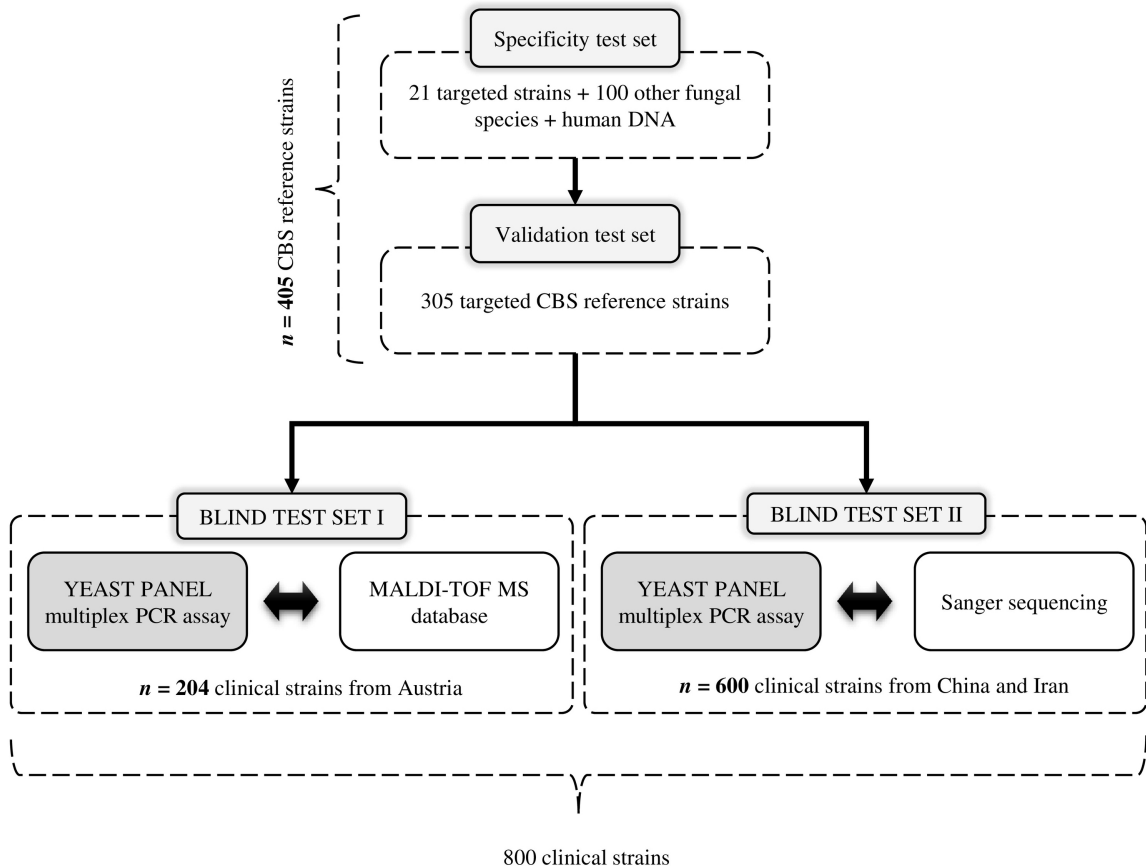 Specificity test set
21 targeted strains + 100 other fungal
species + human DNA
n = 405 CBS reference strains
Validation test set
305 targeted CBS reference strains
BLIND TEST SET I
YEAST PANEL
multiplex PCR assay
MALDI-TOF MS
database
n = 204 clinical strains from Austria
BLIND TEST SET II
YEAST PANEL
multiplex PCR assay
Sanger sequencing
n = 600 clinical strains from China and Iran
800 clinical strains